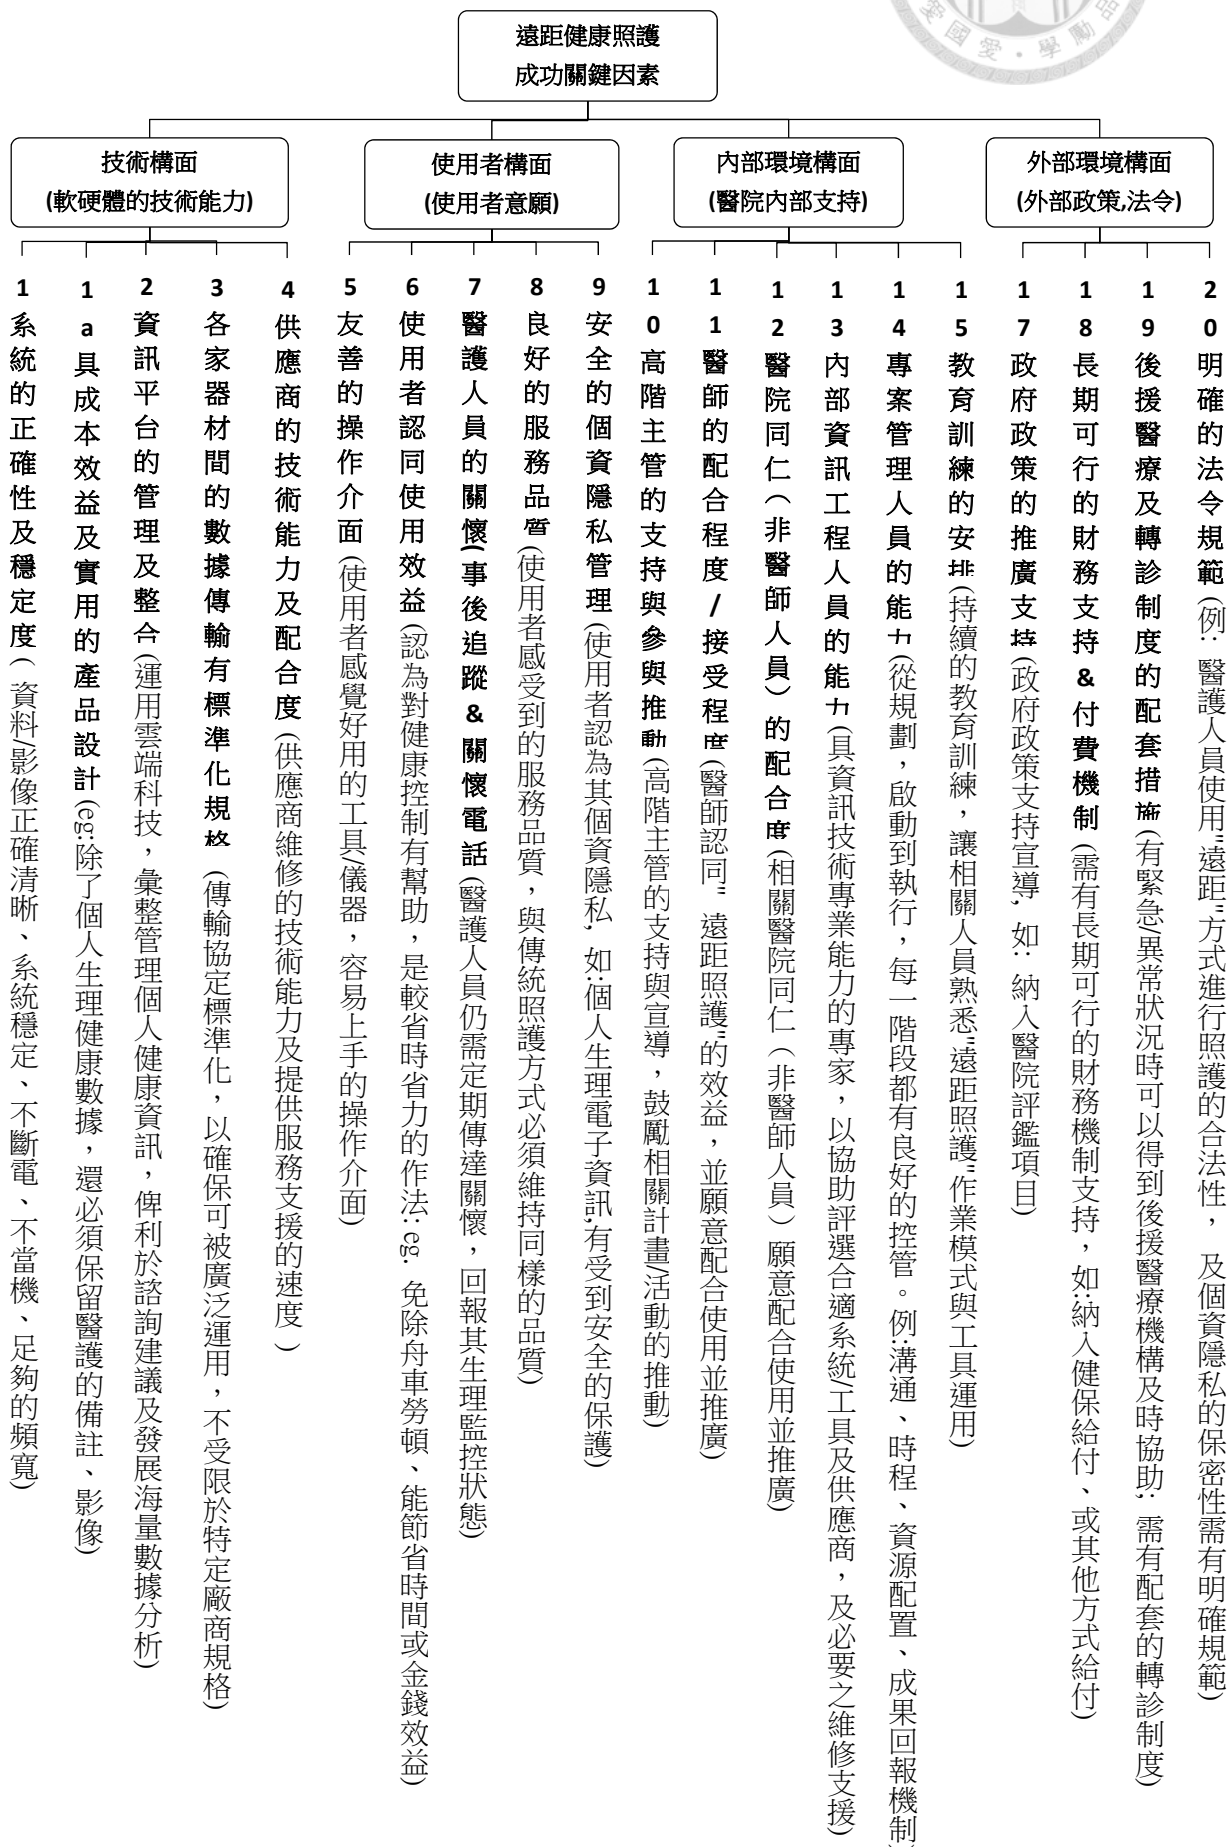 愛國愛・學勵品
遠距健康照護
成功關鍵因素
技術構面
(軟硬體的技術能力)
使用者構面
(使用者意願)
內部環境構面
(醫院內部支持)
外部環境構面
(外部政策,法令)
1系統的正確性及穩定度(資料/影像正確清晰、系統穩定、不斷電、不當機、足夠的頻寬)
1a具成本效益及實用的產品設計(eg:除了個人生理健康數據,還必須保留醫護的備註、影像)
2資訊平台的管理及整合(運用雲端科技,彙整管理個人健康資訊,俾利於諮詢建議及發展海量數據分析)
3各家器材間的數據傳輸有標準化規格 (傳輸協定標準化,以確保可被廣泛運用,不受限於特定廠商規格)
4供應商的技術能力及配合度(供應商維修的技術能力及提供服務支援的速度 )
5友善的操作介面(使用者感覺好用的工具/儀器,容易上手的操作介面)
6使用者認同使用效益(認為對健康控制有幫助,是較省時省力的作法:eg. 免除舟車勞頓、能節省時間或金錢效益)
7醫護人員的關懷(事後追蹤&關懷電話(醫護人員仍需定期傳達關懷,回報其生理監控狀態)
8良好的服務品質(使用者感受到的服務品質,與傳統照護方式必須維持同樣的品質)
9安全的個資隱私管理(使用者認為其個資隱私, 如:個人生理電子資訊,有受到安全的保護)
10高階主管的支持與參與推動(高階主管的支持與宣導,鼓勵相關計畫/活動的推動)
11醫師的配合程度/接受程度(醫師認同" 遠距照護"的效益,並願意配合使用並推廣)
12醫院同仁(非醫師人員)的配合度(相關醫院同仁(非醫師人員)願意配合使用並推廣)
13內部資訊工程人員的能力(具資訊技術專業能力的專家,以協助評選合適系統/工具及供應商,及必要之維修支援)
14專案管理人員的能力(從規劃,啟動到執行,每一階段都有良好的控管。例:溝通、時程、資源配置、成果回報機制)
15教育訓練的安排(持續的教育訓練,讓相關人員熟悉"遠距照護"作業模式與工具運用)
17政府政策的推廣支持(政府政策支持宣導, 如: 納入醫院評鑑項目)
18長期可行的財務支持&付費機制(需有長期可行的財務機制支持,如:納入健保給付、或其他方式給付)
19後援醫療及轉診制度的配套措施(有緊急/異常狀況時可以得到後援醫療機構及時協助; 需有配套的轉診制度)
20明確的法令規範(例: 醫護人員使用"遠距"方式進行照護的合法性, 及個資隱私的保密性需有明確規範)